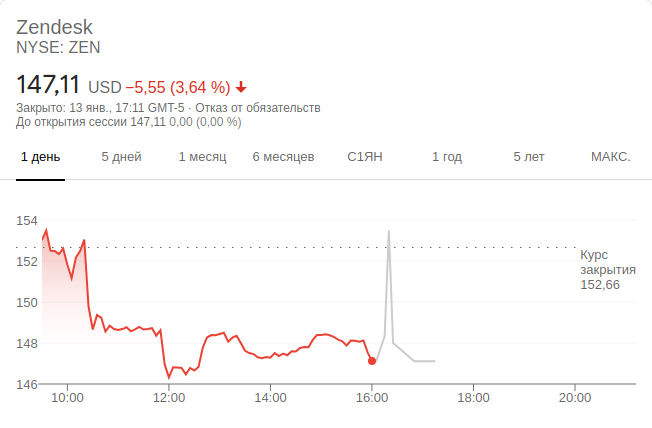 Zendesk
NYSE: ZEN
147,11 USD −5,55 (3,64 %)
Закрыто: 13 янв., 17:11 GMT-5 · Отказ от обязательств
До открытия сессии 147,11 0,00 (0,00 %)
1 день 5 дней 1 месяц 6 месяцев С1ЯН 1 год 5 лет МАКС.
154
152
150
148
146
Курс
закрытия
152,66
10:00 12:00 14:00 16:00 18:00 20:00